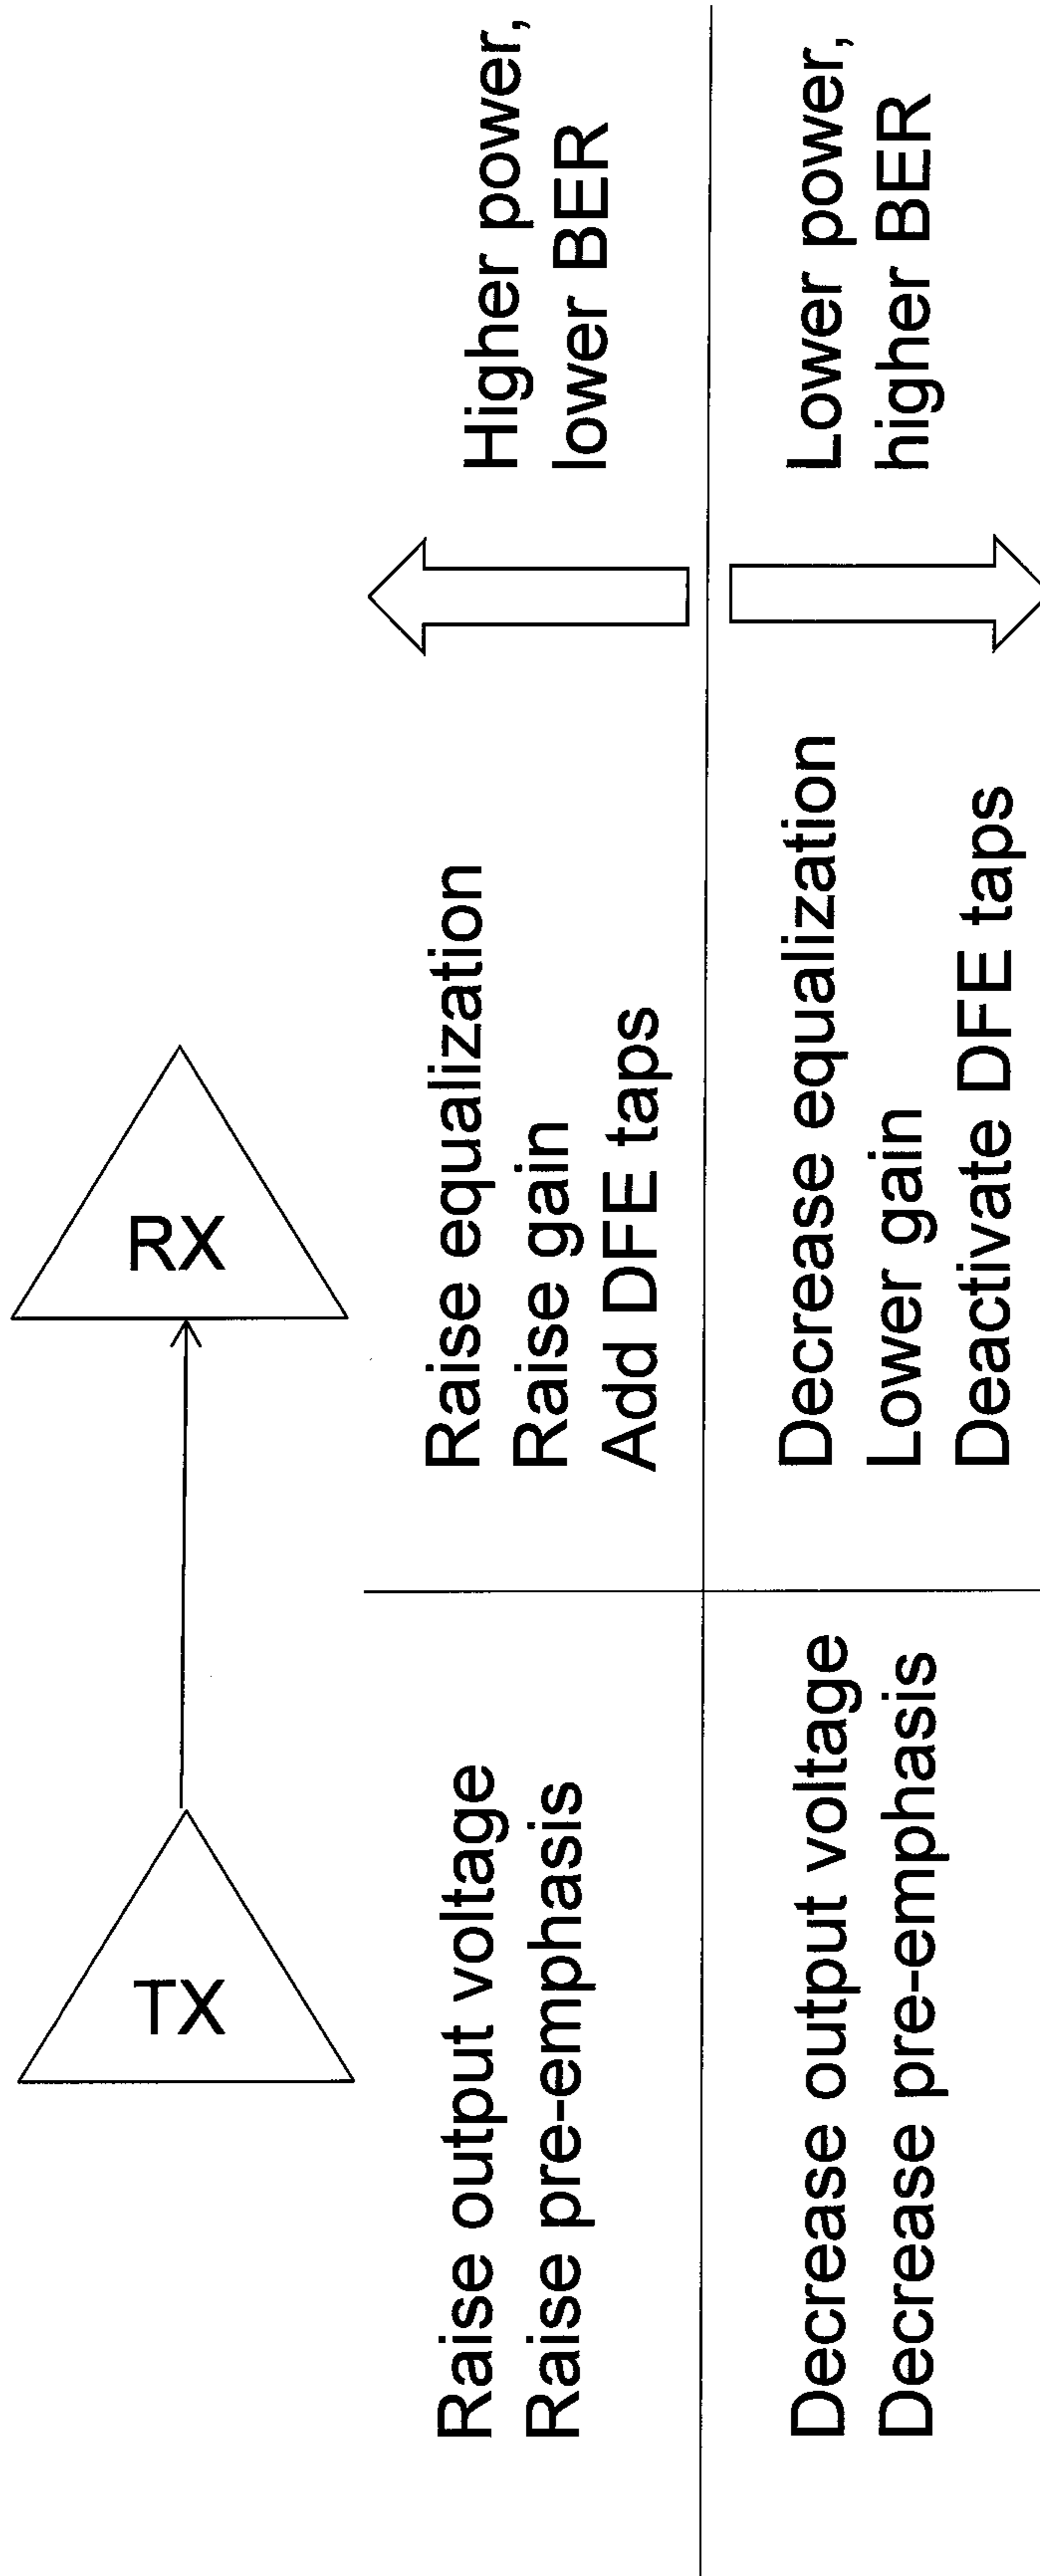 TX
RX
Raise output voltage
Raise pre-emphasis
Raise equalization
Raise gain
Add DFE taps
Higher power,
lower BER
Decrease output voltage
Decrease pre-emphasis
Decrease equalization
Lower gain
Deactivate DFE taps
Lower power,
higher BER